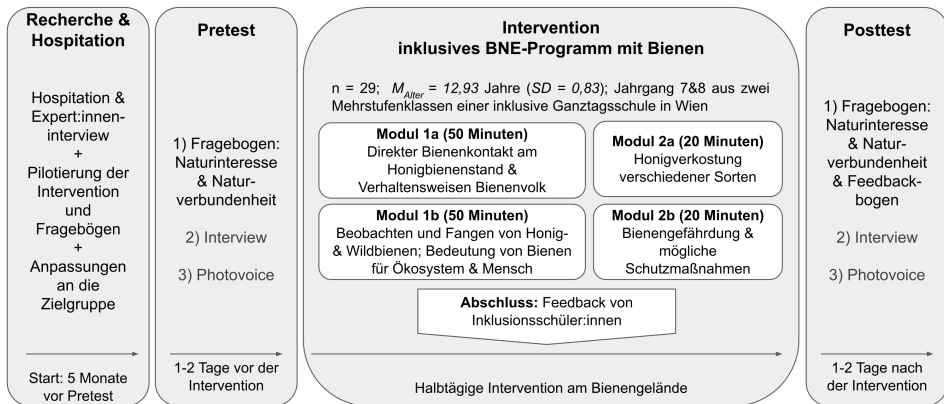 Recherche &
Hospitation
Hospitation &
Expert:innen-
interview
+
Pilotierung der
Intervention
und
Fragebögen
+
Anpassungen
an die
Zielgruppe
Start: 5 Monate
vor Pretest
Pretest
1) Fragebogen:
Naturinteresse
& Natur-
verbundenheit
2) Interview
3) Photovoice
1-2 Tage vor der
Intervention
Intervention
inklusives BNE-Programm mit Bienen
n = 29; M_Alter = 12,93 Jahre (SD = 0,83); Jahrgang 7&8 aus zwei
Mehrstufenklassen einer inklusive Ganztagsschule in Wien
Modul 1a (50 Minuten)
Direkter Bienenkontakt am
Honigbienenstand &
Verhaltensweisen Bienenvolk
Modul 2a (20 Minuten)
Honigverkostung
verschiedener Sorten
Modul 1b (50 Minuten)
Beobachten und Fangen von Honig-
& Wildbienen; Bedeutung von Bienen
für Ökosystem & Mensch
Modul 2b (20 Minuten)
Bienengefährdung &
mögliche
Schutzmaßnahmen
Abschluss: Feedback von
Inklusionsschüler:innen
Halbtägige Intervention am Bienengelände
Posttest
1) Fragebogen:
Naturinteresse
& Natur-
verbundenheit
& Feedback-
bogen
2) Interview
3) Photovoice
1-2 Tage nach
der Intervention